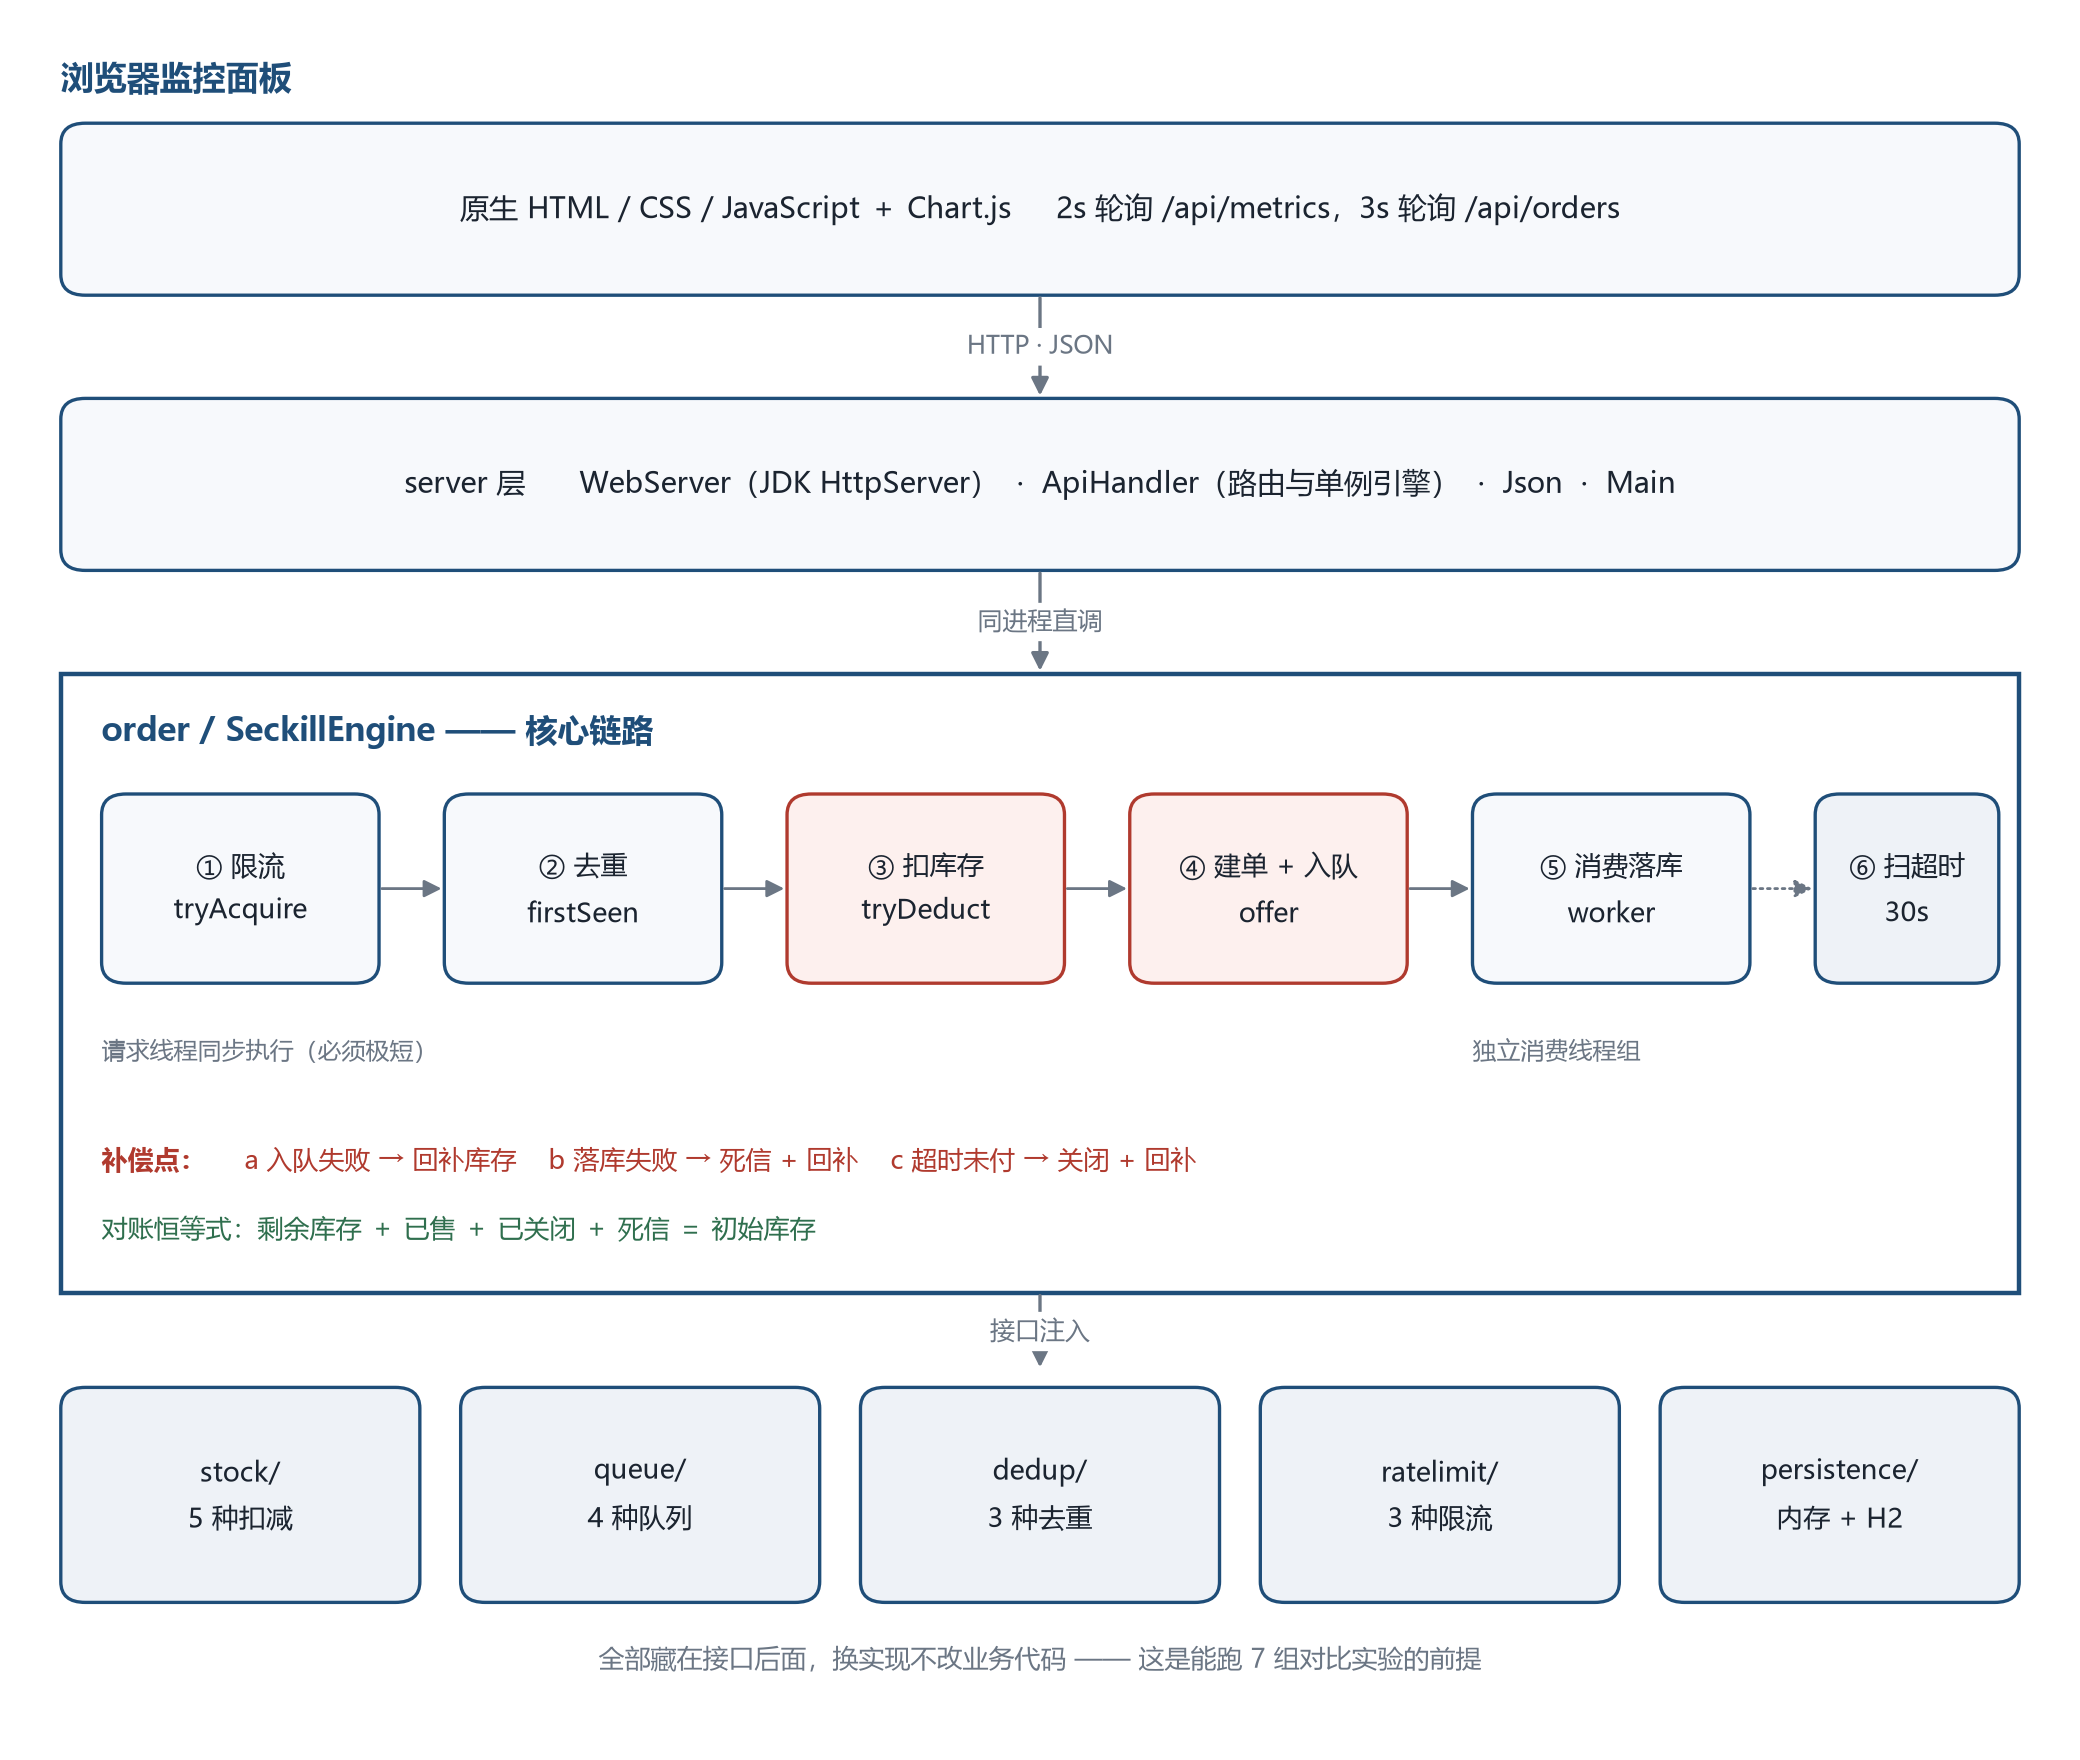 浏览器监控面板
原生 HTML / CSS / JavaScript + Chart.js 2s 轮询 /api/metrics，3s 轮询 /api/orders
HTTP · JSON
server 层 WebServer（JDK HttpServer） · ApiHandler（路由与单例引擎） · Json · Main
同进程直调
order / SeckillEngine —— 核心链路
① 限流
tryAcquire
② 去重
firstSeen
③ 扣库存
tryDeduct
④ 建单 + 入队
offer
⑤ 消费落库
worker
⑥ 扫超时
30s
请求线程同步执行（必须极短）
独立消费线程组
补偿点： a 入队失败 → 回补库存 b 落库失败 → 死信 + 回补 c 超时未付 → 关闭 + 回补
对账恒等式：剩余库存 + 已售 + 已关闭 + 死信 = 初始库存
接口注入
stock/
5 种扣减
queue/
4 种队列
dedup/
3 种去重
ratelimit/
3 种限流
persistence/
内存 + H2
全部藏在接口后面，换实现不改业务代码 —— 这是能跑 7 组对比实验的前提